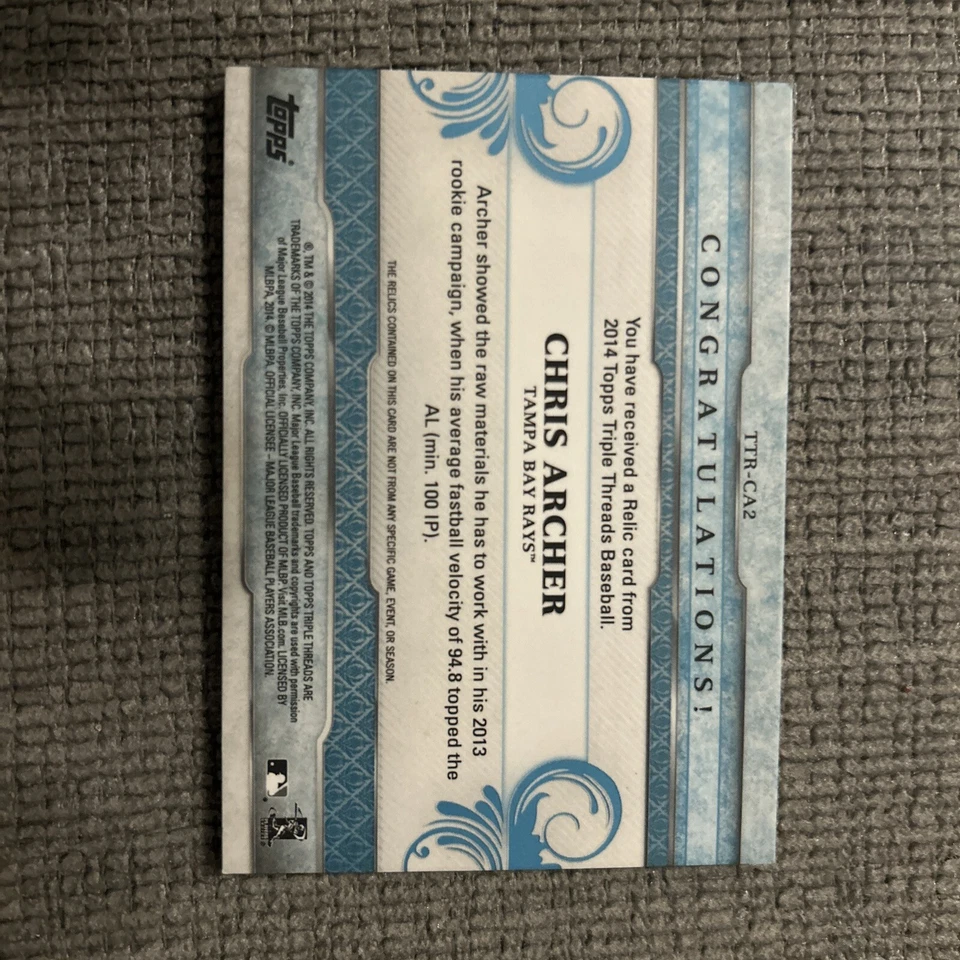 TTR-CA2
CONGRATULATIONS!
You have received a Relic card from
2014 Topps Triple Threads Baseball.
CHRIS ARCHER
TAMPA BAY RAYS™
Archer showed the raw materials he has to work with in his 2013
rookie campaign, when his average fastball velocity of 94.8 topped the
AL (min. 100 IP).
THE RELICS CONTAINED ON THIS CARD ARE NOT FROM ANY SPECIFIC GAME, EVENT, OR SEASON.
topps
®, TM & © 2014 THE TOPPS COMPANY, INC. ALL RIGHTS RESERVED. TOPPS AND TOPPS TRIPLE THREADS ARE
TRADEMARKS OF THE TOPPS COMPANY, INC. Major League Baseball trademarks and copyrights are used with permission
of Major League Baseball Properties, Inc. OFFICIALLY LICENSED PRODUCT OF MLBP. Visit MLB.com. LICENSED BY
MLBPA, 2014. © MLBPA. OFFICIAL LICENSEE – MAJOR LEAGUE BASEBALL PLAYERS ASSOCIATION.